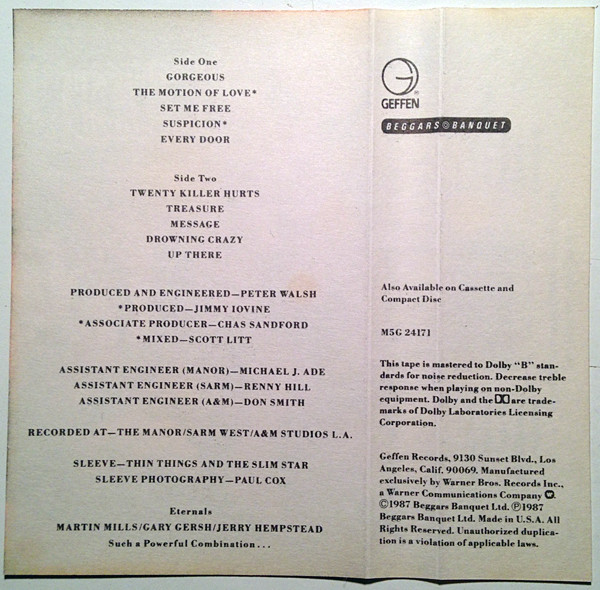 Side One
GORGEOUS
THE MOTION OF LOVE*
SET ME FREE
SUSPICION*
EVERY DOOR
Side Two
TWENTY KILLER HURTS
TREASURE
MESSAGE
DROWNING CRAZY
UP THERE
PRODUCED AND ENGINEERED—PETER WALSH
*PRODUCED—JIMMY IOVINE
*ASSOCIATE PRODUCER—CHAS SANDFORD
*MIXED—SCOTT LITT
ASSISTANT ENGINEER (MANOR)—MICHAEL J. ADE
ASSISTANT ENGINEER (SARM)—RENNY HILL
ASSISTANT ENGINEER (A&M)—DON SMITH
RECORDED AT—THE MANOR/SARM WEST/A&M STUDIOS L.A.
SLEEVE—THIN THINGS AND THE SLIM STAR
SLEEVE PHOTOGRAPHY—PAUL COX
Eternals
MARTIN MILLS/GARY GERSH/JERRY HEMPSTEAD
Such a Powerful Combination...
GEFFEN
BEGGARS BANQUET
Also Available on Cassette and
Compact Disc
M5G 24171
This tape is mastered to Dolby "B" stan-
dards for noise reduction. Decrease treble
response when playing on non-Dolby
equipment. Dolby and the are trade-
marks of Dolby Laboratories Licensing
Corporation.
Geffen Records, 9130 Sunset Blvd., Los
Angeles, Calif. 90069. Manufactured
exclusively by Warner Bros. Records Inc.,
a Warner Communications Company.
©1987 Beggars Banquet Ltd. ℗1987
Beggars Banquet Ltd. Made in U.S.A. All
Rights Reserved. Unauthorized duplica-
tion is a violation of applicable laws.